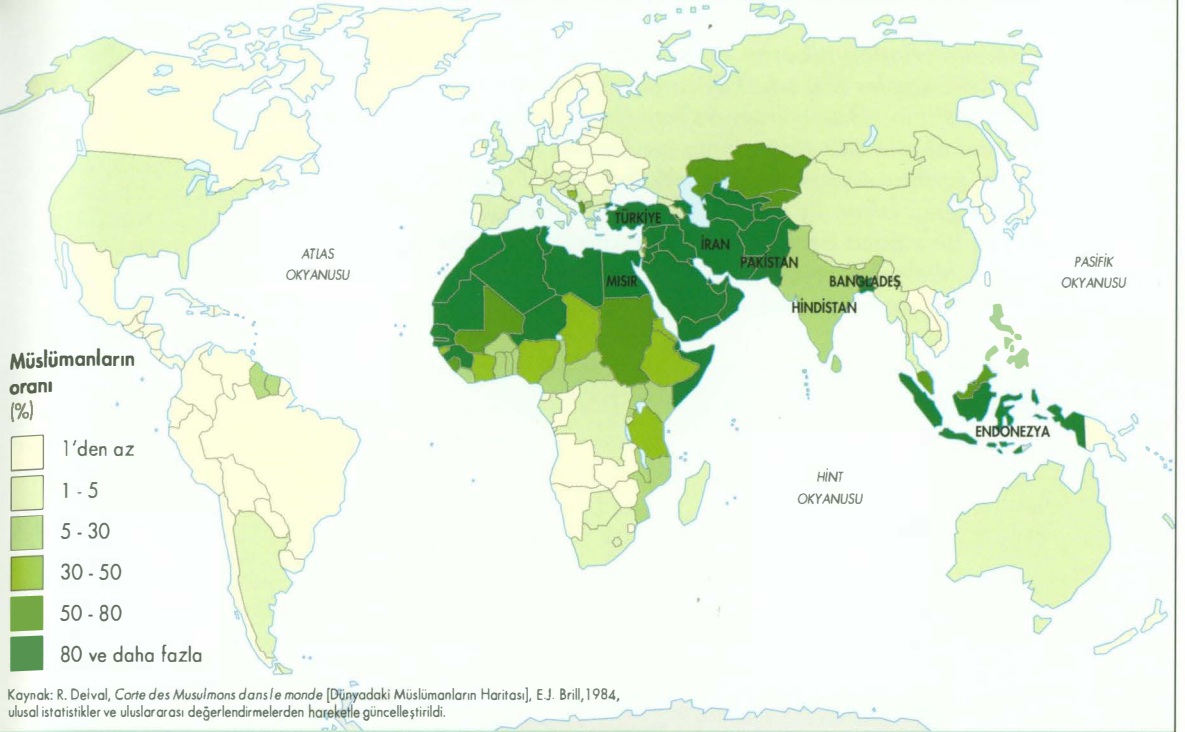 TÜRKİYE
İRAN
PAKİSTAN
MISIR
BANGLADEŞ
HİNDİSTAN
ENDONEZYA
ATLAS
OKYANUSU
PASİFİK
OKYANUSU
HİNT
OKYANUSU
Müslümanların
oranı
(%)
1'den az
1 - 5
5 - 30
30 - 50
50 - 80
80 ve daha fazla
Kaynak: R. Delval, Corte des Musulmons dans le monde [Dünyadaki Müslümanların Haritası], E.J. Brill, 1984,
ulusal istatistikler ve uluslararası değerlendirmelerden hareketle güncelleştirildi.